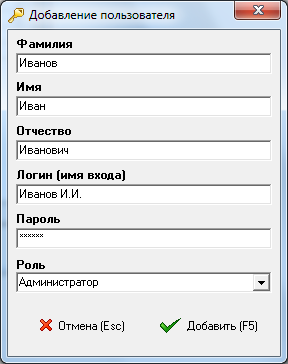 Добавление пользователя
Фамилия
Иванов
Имя
Иван
Отчество
Иванович
Логин (имя входа)
Иванов И.И.
Пароль
******
Роль
Администратор
Отмена (Esc) Добавить (F5)